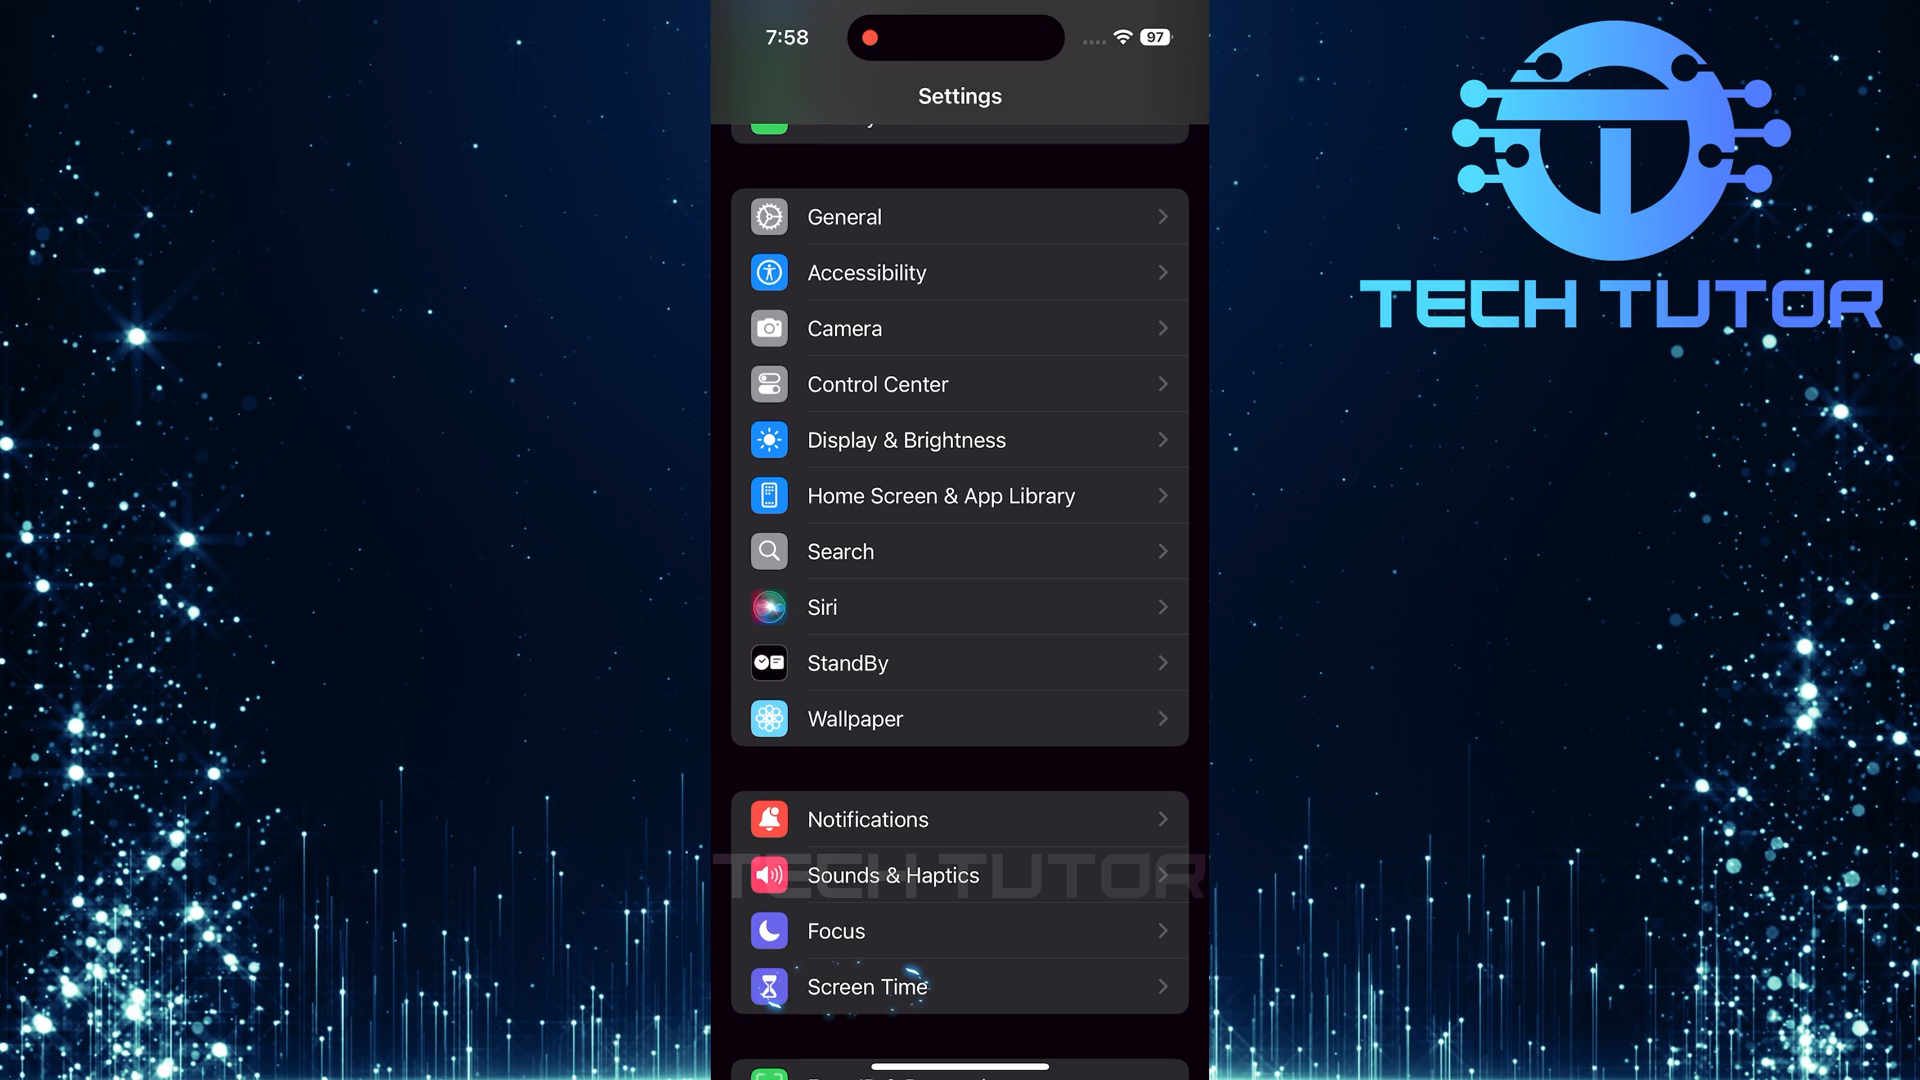 7:58
97
Settings
General
Accessibility
Camera
Control Center
Display & Brightness
Home Screen & App Library
Search
Siri
StandBy
Wallpaper
Notifications
Sounds & Haptics
Focus
Screen Time
TECH TUTOR
TECH TUTOR